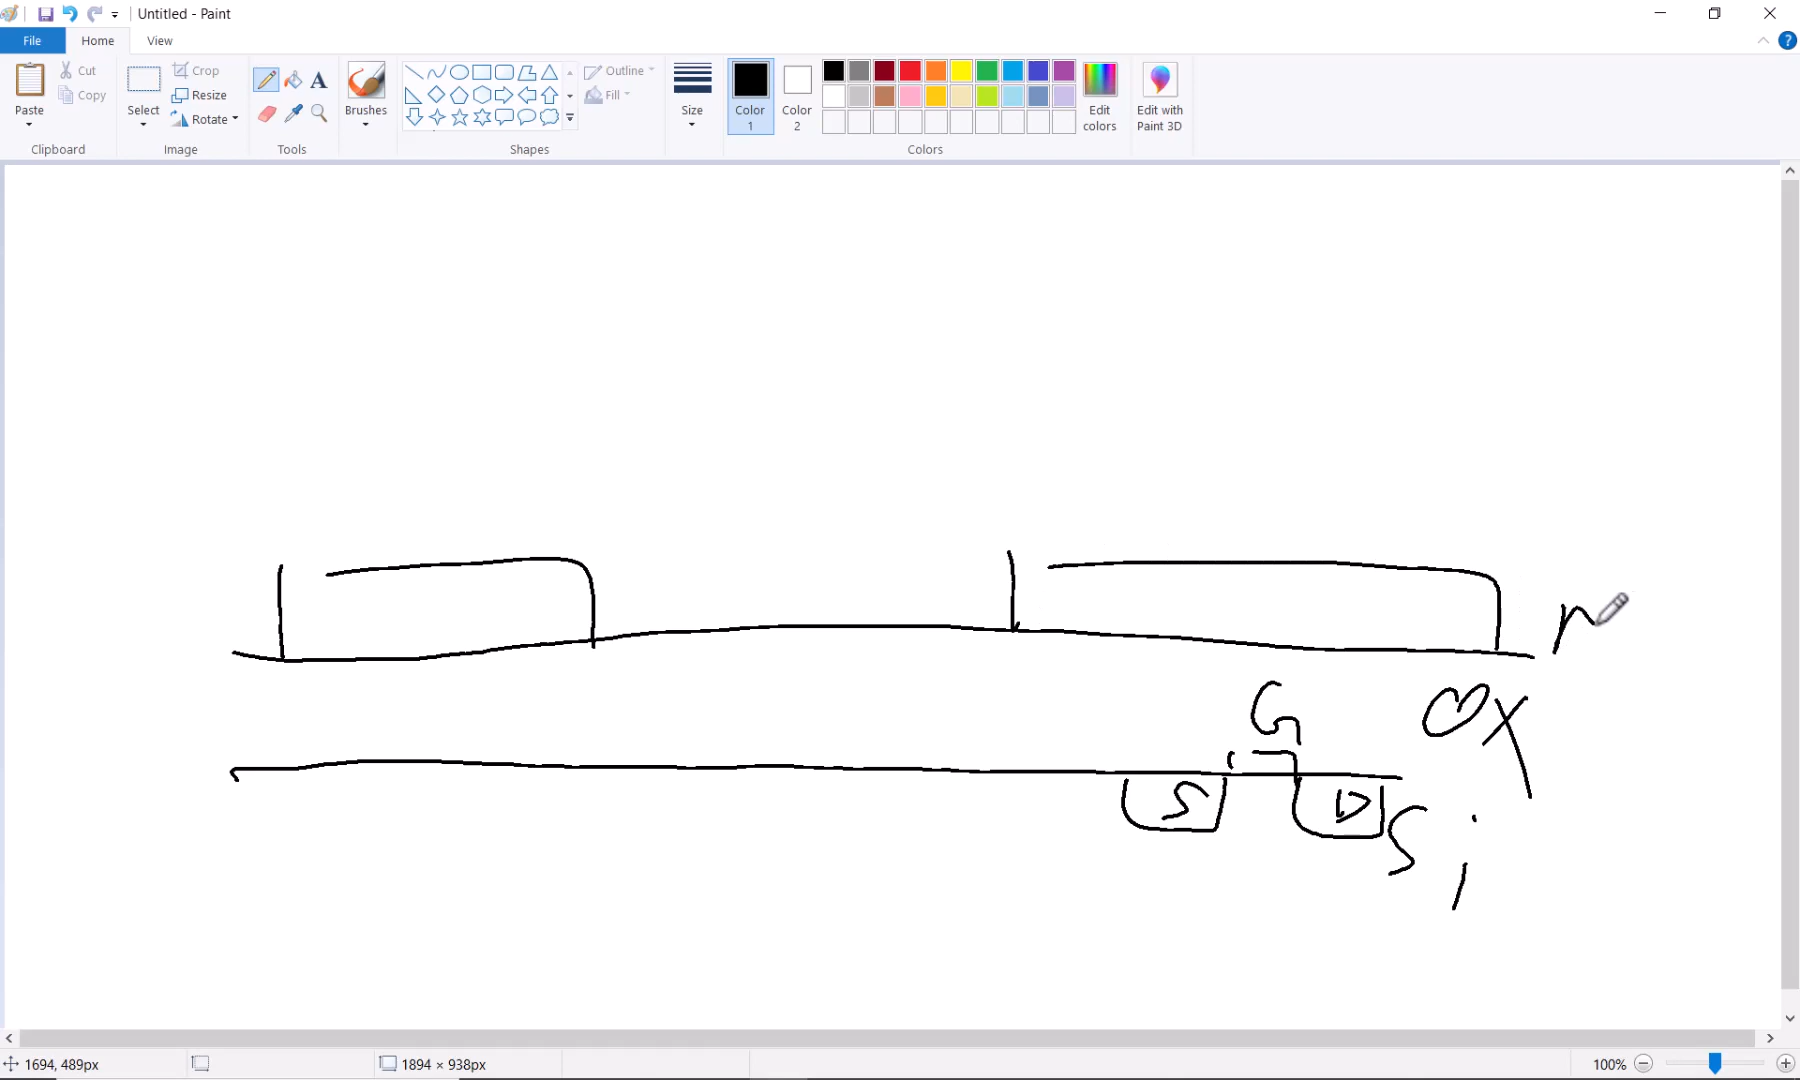 Untitled - Paint
File Home View
Paste
Cut
Copy
Clipboard
Select
Crop
Resize
Rotate
Image
A
Tools
Brushes
Outline
Fill
Shapes
Size
Color 1
Color 2
Edit colors
Edit with Paint 3D
Colors
G
OX
S
D
Si
1694, 489px
1894 × 938px
100%